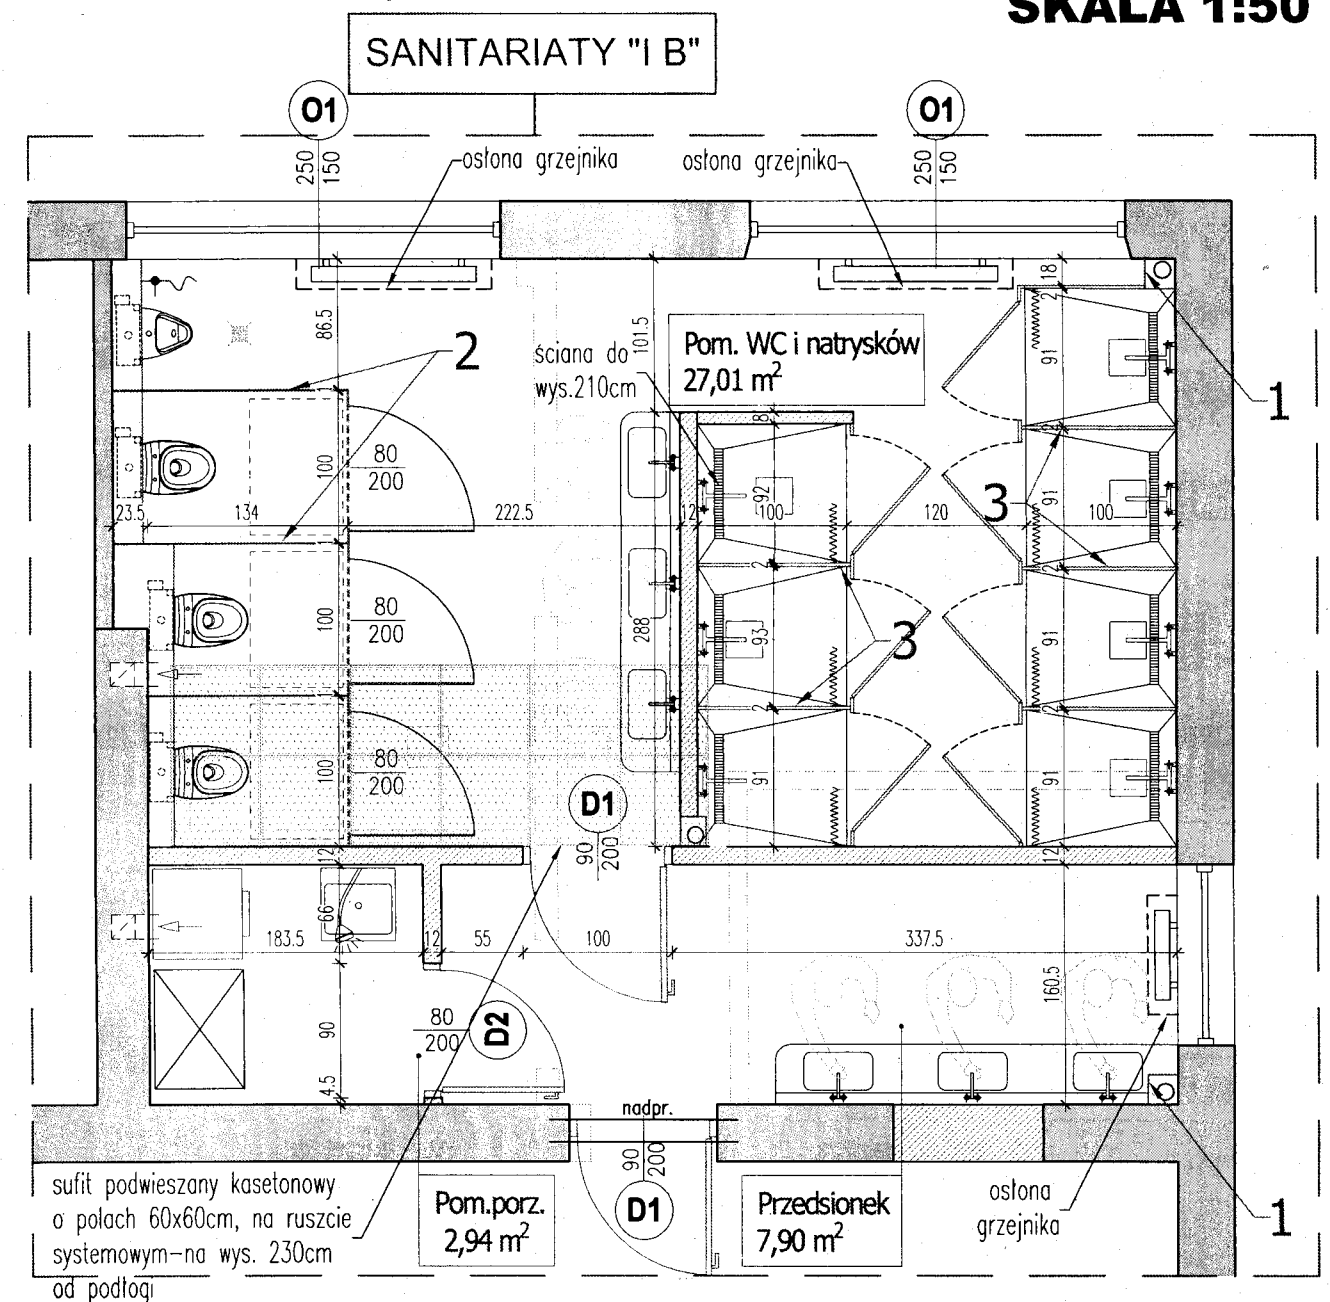 SKALA 1:50
SANITARIATY "I B"
O1
O1
250
150
250
150
osłona grzejnika
osłona grzejnika
18
2
86.5
2
ściana do
wys.210cm
101.5
Pom. WC i natrysków
27,01 m²
91
1
8
2
80
200
100
92
91
3
23.5
134
222.5
12
100
120
100
2
2
80
200
100
288
93
91
3
2
2
80
200
100
D1
90
200
91
91
12
12
66
183.5
12
55
100
337.5
160.5
90
80
200
D2
4.5
nadpr.
90
200
D1
sufit podwieszany kasetonowy
o polach 60x60cm, na ruszcie
systemowym-na wys. 230cm
od podłogi
Pom.porz.
2,94 m²
Przedsionek
7,90 m²
osłona
grzejnika
1